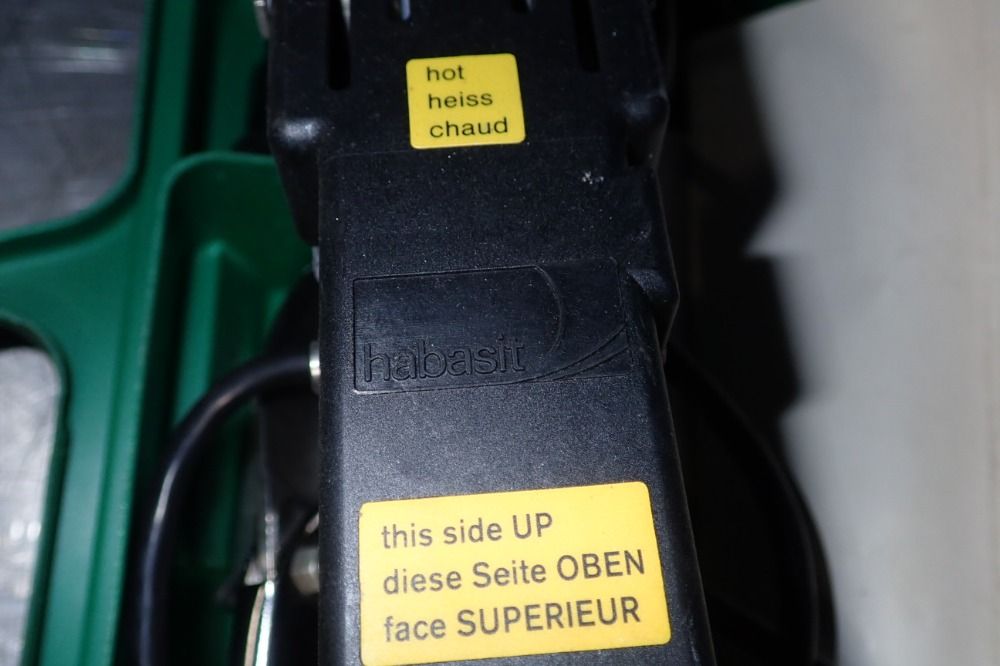 hot
heiss
chaud
habasit
this side UP
diese Seite OBEN
face SUPERIEUR